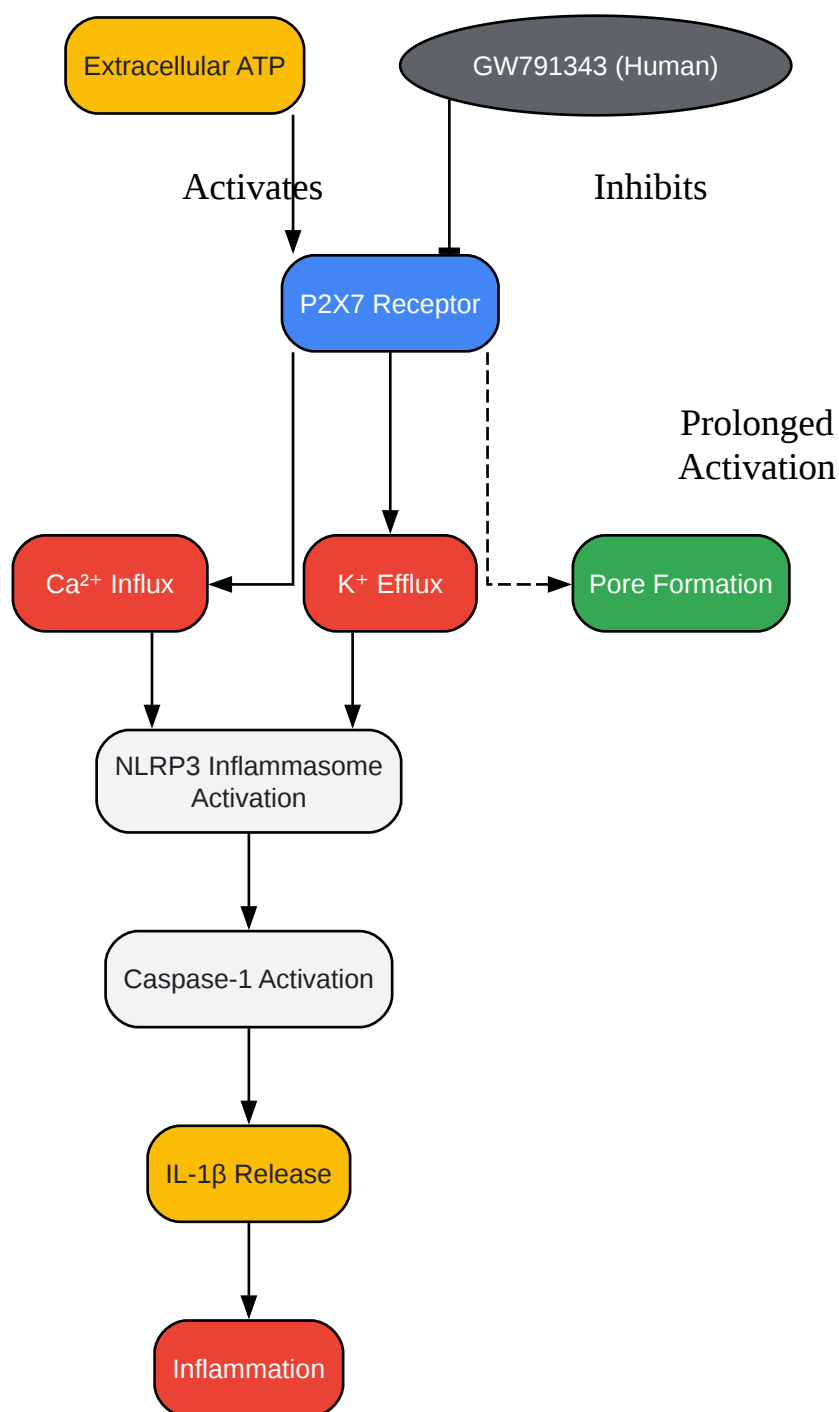 Extracellular ATP
GW791343 (Human)
Activates
Inhibits
P2X7 Receptor
Prolonged
Activation
Ca²⁺ Influx
K⁺ Efflux
Pore Formation
NLRP3 Inflammasome
Activation
Caspase-1 Activation
IL-1β Release
Inflammation